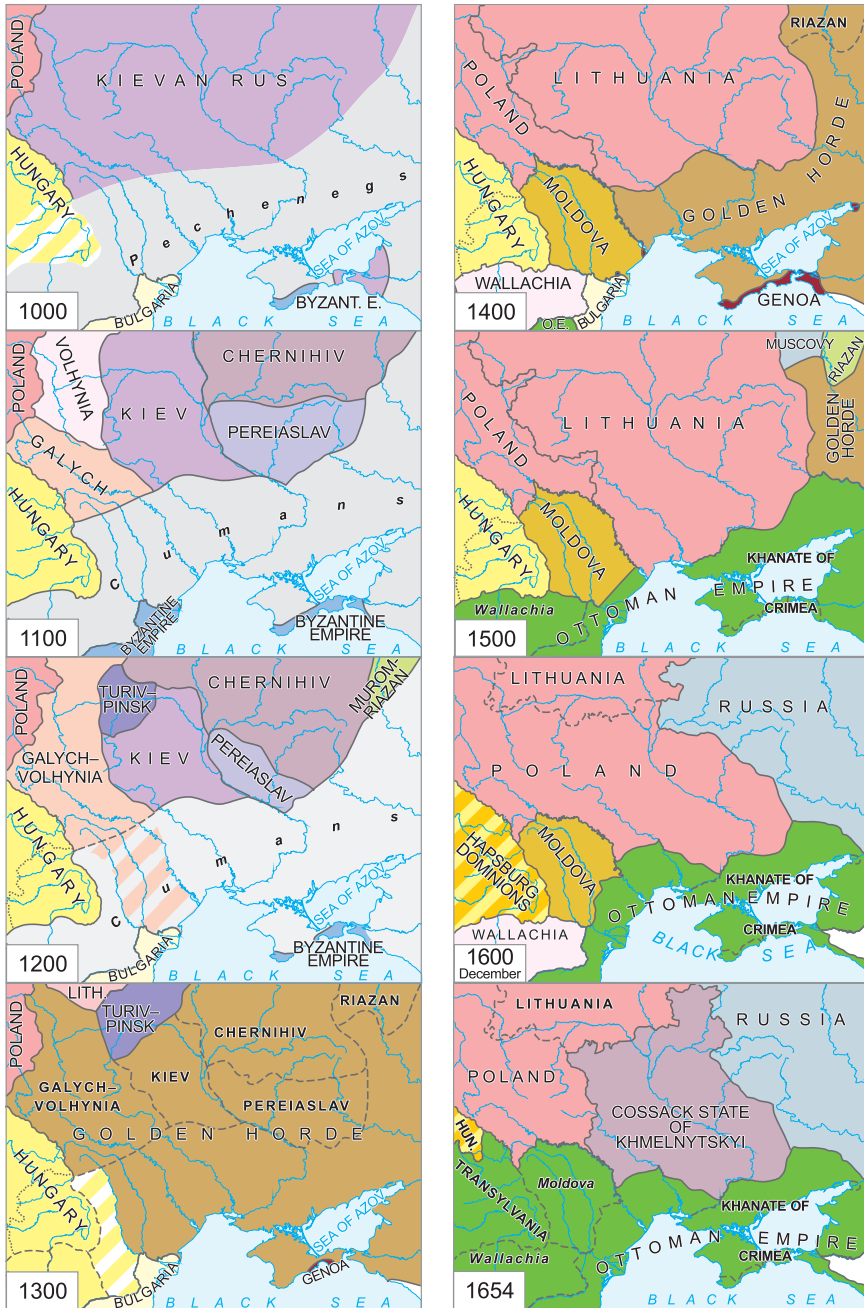 POLAND
KIEVAN RUS
HUNGARY
Pechenegs
SEA OF AZOV
BULGARIA
BYZANT. E.
1000
BLACK SEA
POLAND
VOLHYNIA
CHERNIHIV
KIEV
PEREIASLAV
GALYCH
HUNGARY
Cumans
SEA OF AZOV
BYZANTINE
EMPIRE
BYZANTINE
EMPIRE
1100
BLACK SEA
POLAND
TURIV–
PINSK
CHERNIHIV
MUROM-
RIAZAN
GALYCH–
VOLHYNIA
KIEV
PEREIASLAV
HUNGARY
Cumans
SEA OF AZOV
BULGARIA
BYZANTINE
EMPIRE
1200
BLACK SEA
POLAND
LITH
TURIV–
PINSK
RIAZAN
CHERNIHIV
KIEV
GALYCH–
VOLHYNIA
PEREIASLAV
GOLDEN HORDE
HUNGARY
SEA OF AZOV
BULGARIA
GENOA
1300
BLACK SEA
RIAZAN
LITHUANIA
POLAND
HUNGARY
MOLDOVA
GOLDEN HORDE
SEA OF AZOV
WALLACHIA
BULGARIA
GENOA
O.E.
1400
BLACK SEA
MUSCOVY
RIAZAN
LITHUANIA
POLAND
GOLDEN
HORDE
HUNGARY
MOLDOVA
KHANATE OF
CRIMEA
Wallachia
OTTOMAN EMPIRE
1500
BLACK SEA
LITHUANIA
RUSSIA
POLAND
HAPSBURG
DOMINIONS
MOLDOVA
KHANATE OF
CRIMEA
OTTOMAN EMPIRE
WALLACHIA
1600
December
BLACK SEA
LITHUANIA
RUSSIA
POLAND
COSSACK STATE
OF
KHMELNYTSKYI
HUN.
TRANSYLVANIA
Moldova
KHANATE OF
CRIMEA
Wallachia
OTTOMAN EMPIRE
1654
BLACK SEA